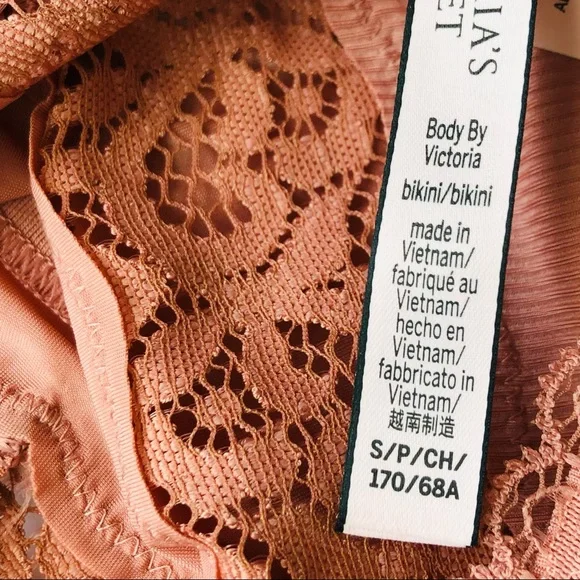 IA'S
ET
Body By
Victoria
bikini/bikini
made in
Vietnam/
fabriqué au
Vietnam/
hecho en
Vietnam/
fabbricato in
Vietnam/
越南制造
S/P/CH/
170/68A